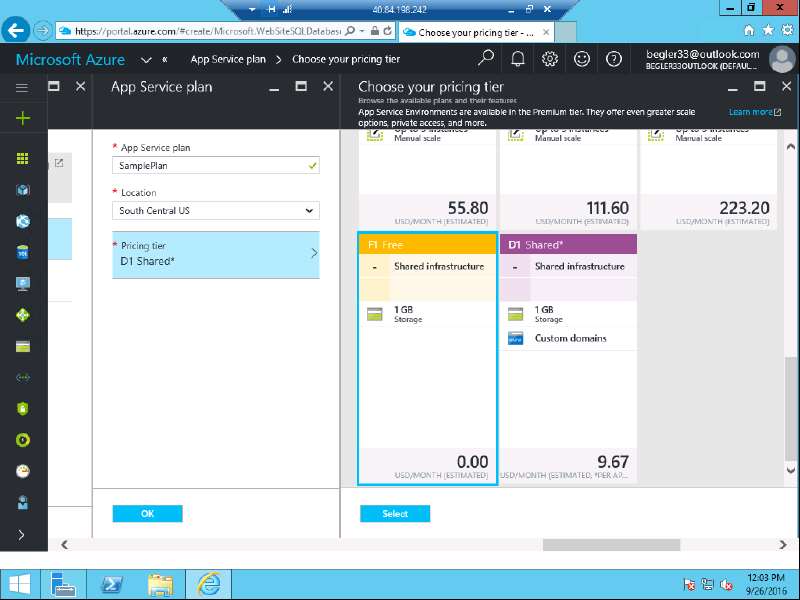 40.84.198.242
https://portal.azure.com/#create/Microsoft.WebSiteSQLDatabas
Choose your pricing tier - ...
Microsoft Azure
App Service plan > Choose your pricing tier
begler33@outlook.com
BEGLER33OUTLOOK (DEFAUL...
App Service plan
* App Service plan
SamplePlan
* Location
South Central US
* Pricing tier
D1 Shared*
OK
Choose your pricing tier
Browse the available plans and their features
App Service Environments are available in the Premium tier. They offer even greater scale
options, private access, and more.
Learn more
Up to 3 instances
Manual scale
Manual scale
Manual scale
55.80
USD/MONTH (ESTIMATED)
111.60
USD/MONTH (ESTIMATED)
223.20
USD/MONTH (ESTIMATED)
F1 Free
- Shared infrastructure
1 GB
Storage
0.00
USD/MONTH (ESTIMATED)
D1 Shared*
- Shared infrastructure
1 GB
Storage
Custom domains
9.67
USD/MONTH (ESTIMATED, *PER AP...
Select
12:03 PM
9/26/2016